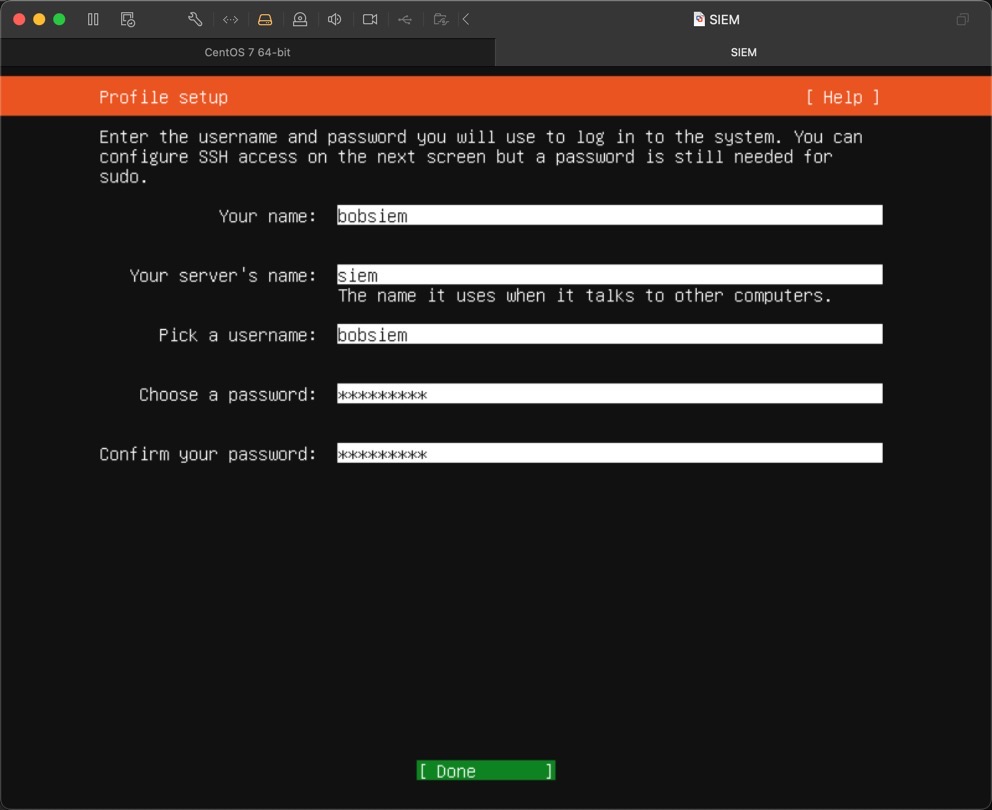 SIEM
CentOS 7 64-bit
SIEM
Profile setup [ Help ]
Enter the username and password you will use to log in to the system. You can
configure SSH access on the next screen but a password is still needed for
sudo.
Your name: bobsiem
Your server's name: siem
The name it uses when it talks to other computers.
Pick a username: bobsiem
Choose a password: *********
Confirm your password: *********
[ Done ]